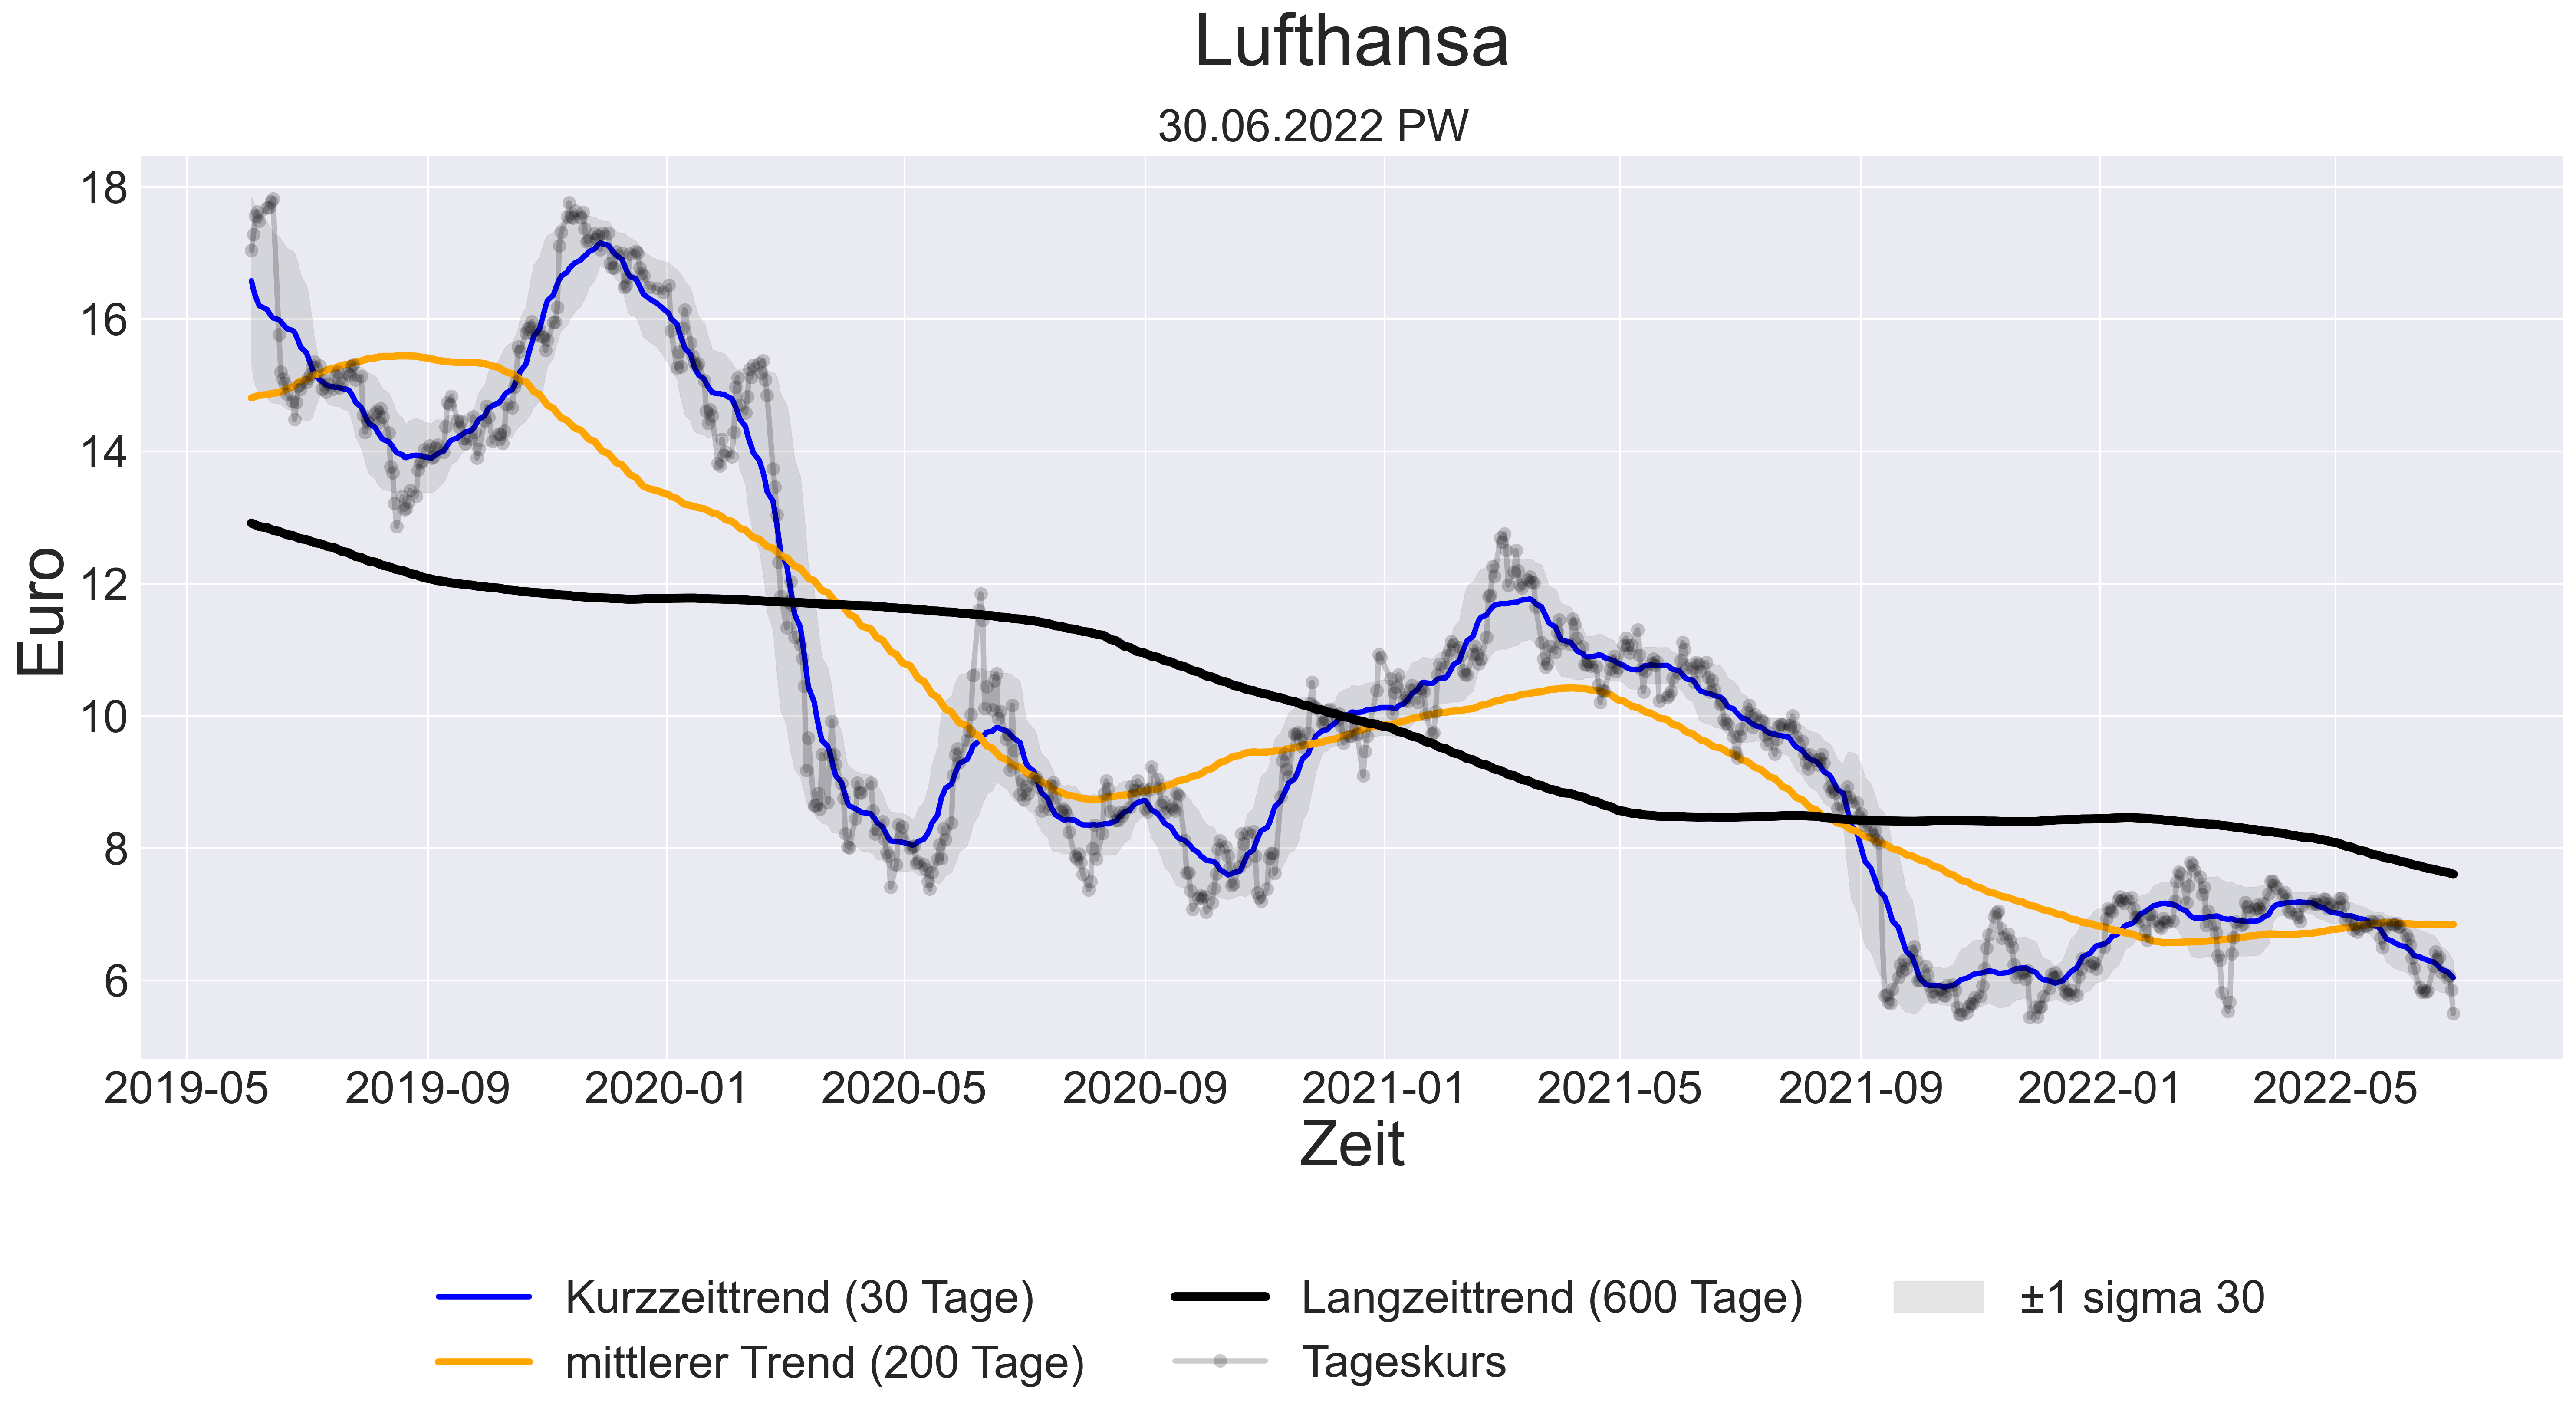 Lufthansa
30.06.2022 PW
18
16
14
12
10
8
6
Euro
2019-05 2019-09 2020-01 2020-05 2020-09 2021-01 2021-05 2021-09 2022-01 2022-05
Zeit
Kurzzeittrend (30 Tage) Langzeittrend (600 Tage) ±1 sigma 30
mittlerer Trend (200 Tage) Tageskurs